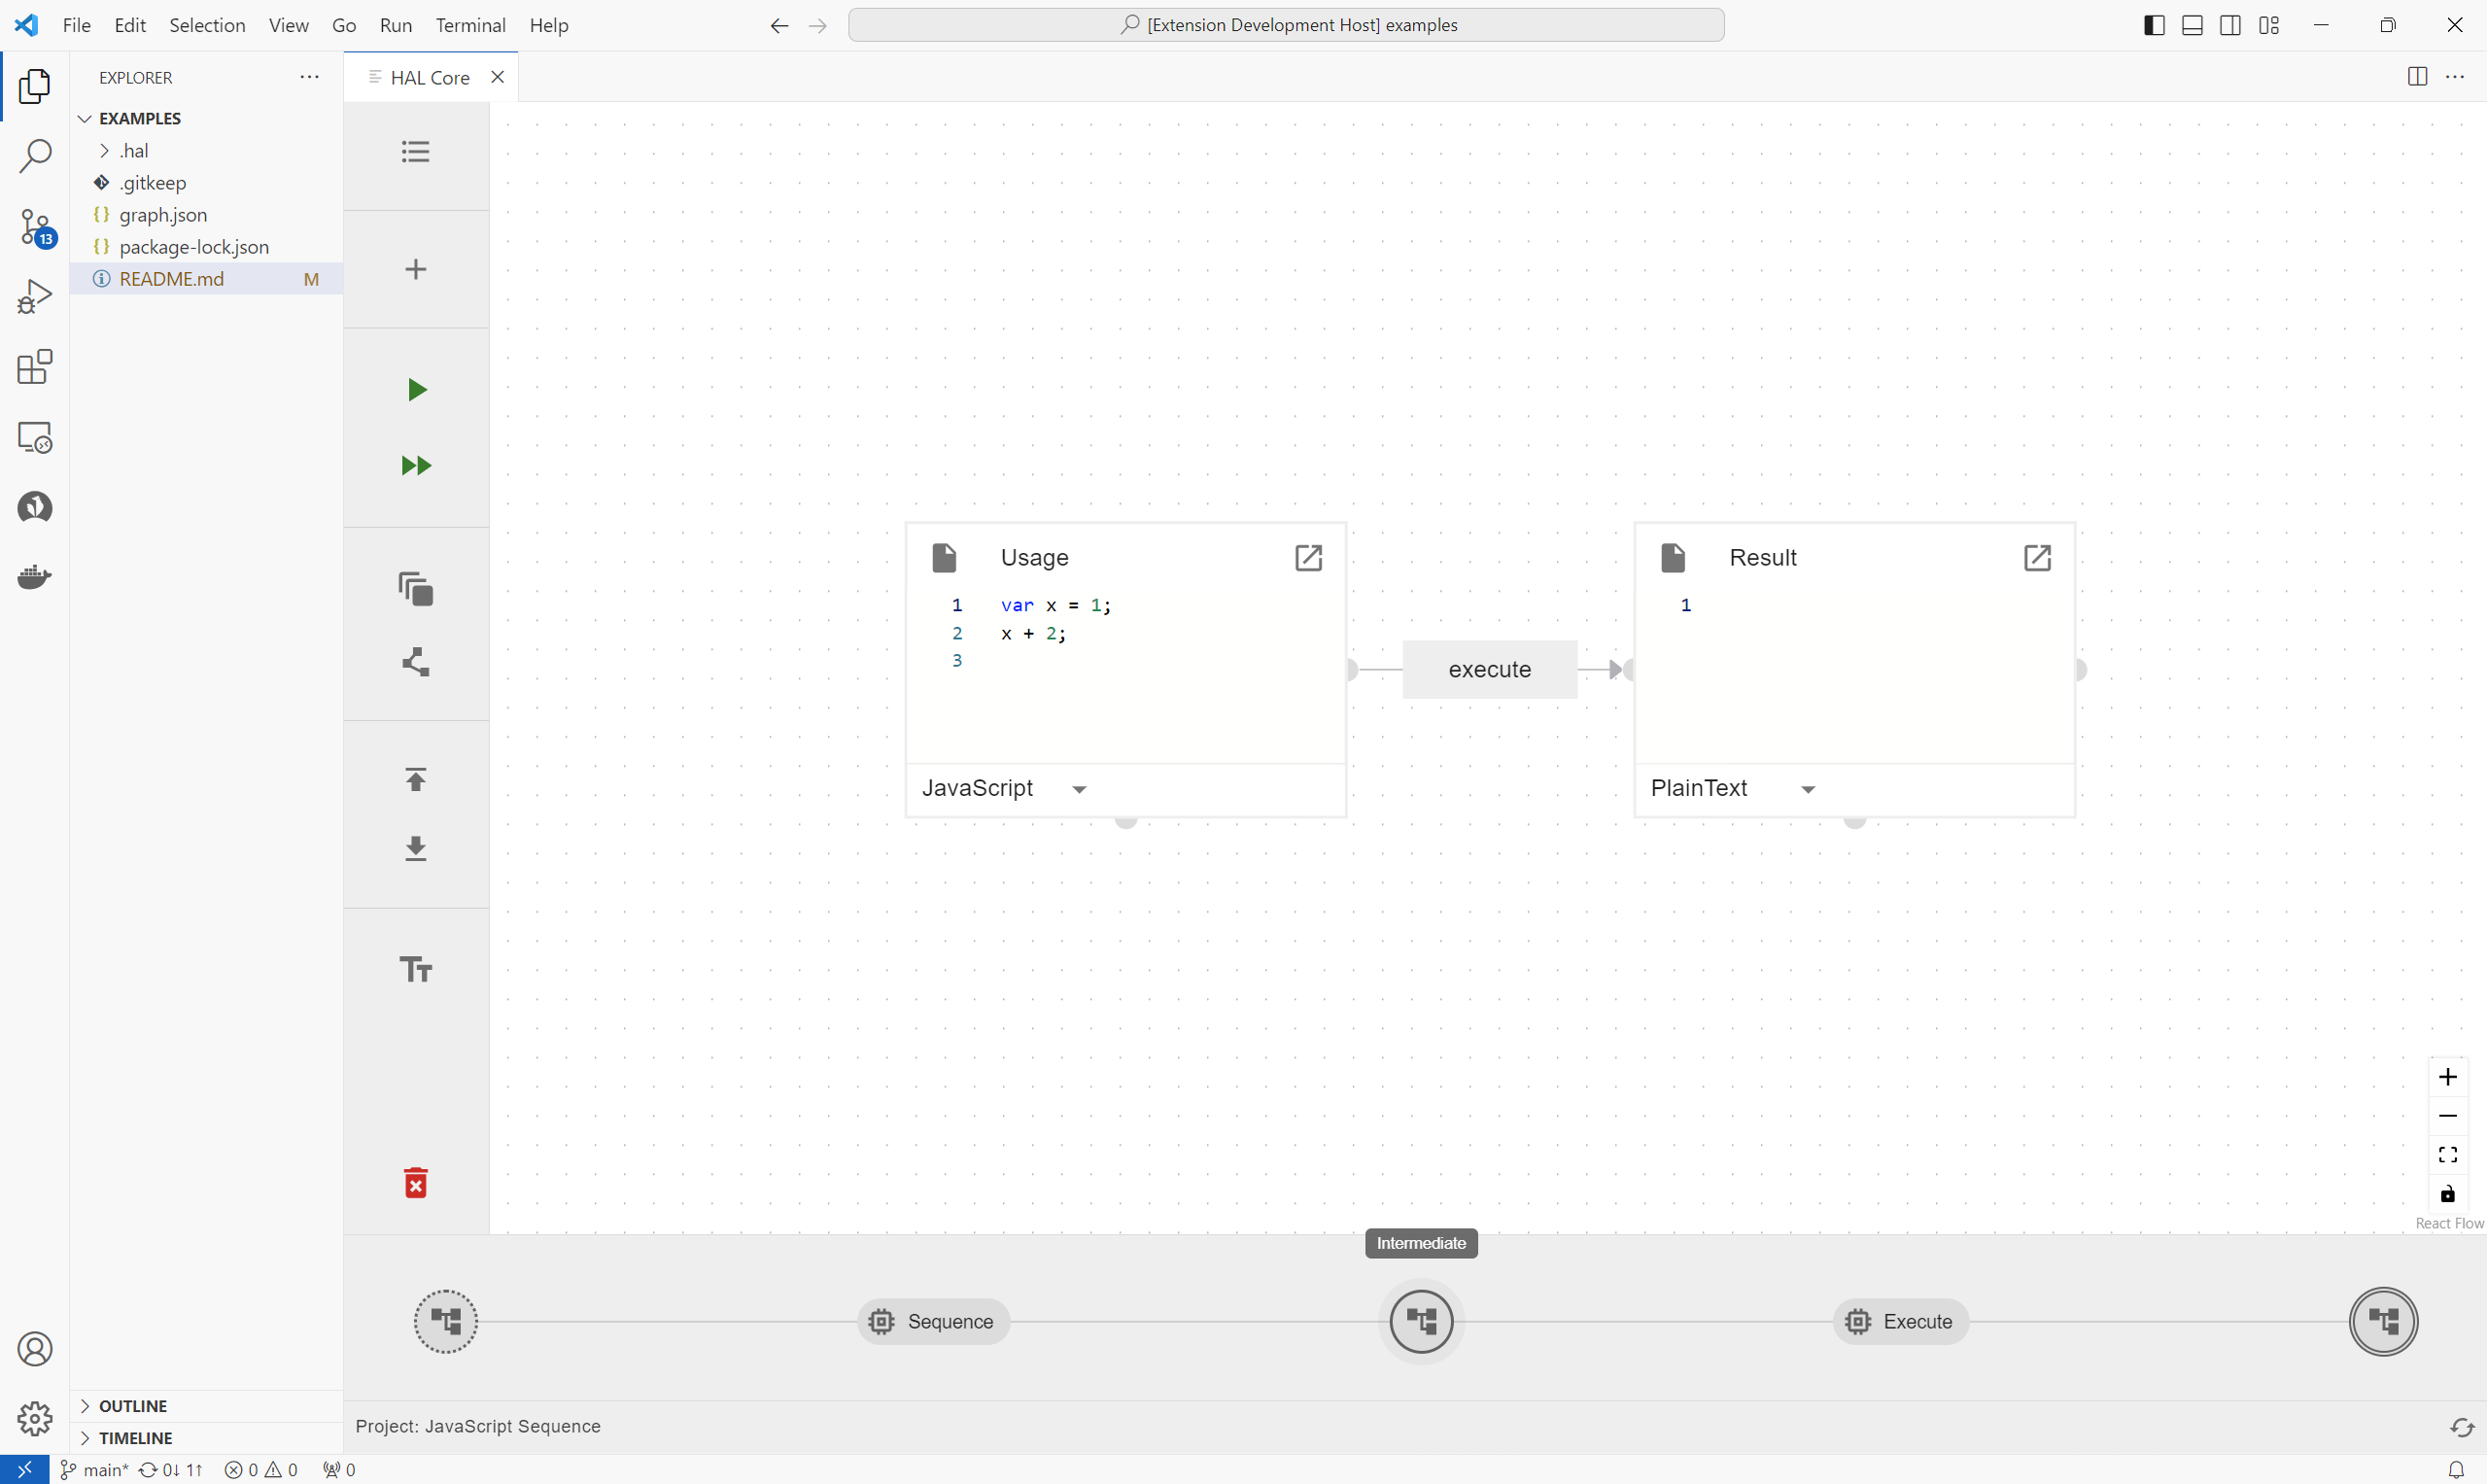 File Edit Selection View Go Run Terminal Help
[Extension Development Host] examples
EXPLORER
HAL Core
EXAMPLES
.hal
.gitkeep
graph.json
package-lock.json
README.md M
13
Usage
1 var x = 1;
2 x + 2;
3
JavaScript
execute
Result
1
PlainText
React Flow
Intermediate
Sequence
Execute
OUTLINE
TIMELINE
Project: JavaScript Sequence
main* 0↓ 1↑ 0 0 0